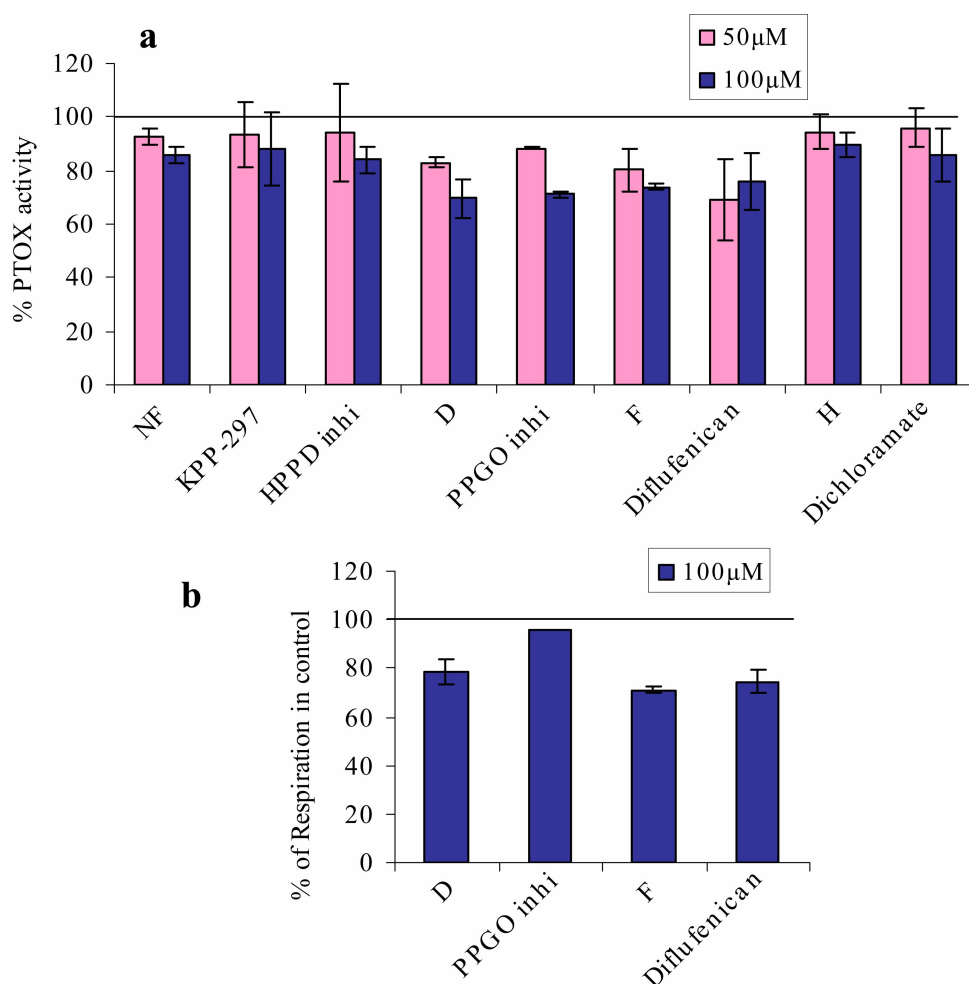 a
50µM
100µM
% PTOX activity
120
100
80
60
40
20
0
NF
KPP-297
HPPD inhi
D
PPGO inhi
F
Diflufenican
H
Dichloramate
b
100µM
% of Respiration in control
120
100
80
60
40
20
0
D
PPGO inhi
F
Diflufenican